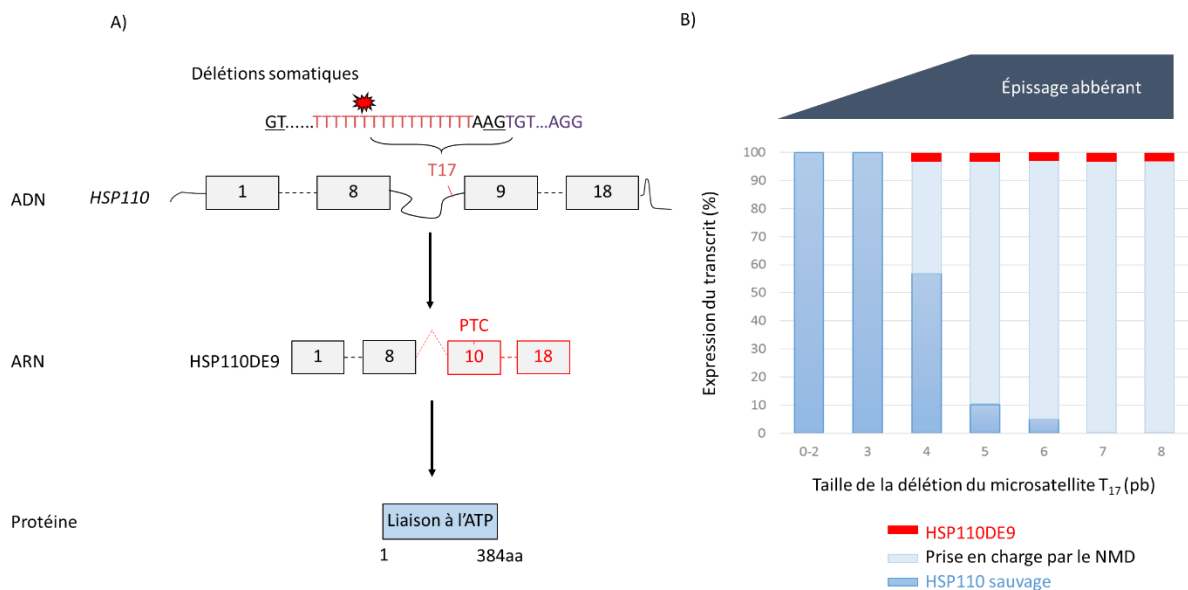 A)
Délétions somatiques
GT......TTTTTTTTTTTTTTTTTAAGTGT...AGG
T17
ADN
HSP110
1
8
9
18
PTC
ARN
HSP110DE9
1
8
10
18
Protéine
Liaison à l'ATP
1
384aa
B)
Épissage abbérant
Expression du transcrit (%)
100
90
80
70
60
50
40
30
20
10
0
0-2
3
4
5
6
7
8
Taille de la délétion du microsatellite T17 (pb)
HSP110DE9
Prise en charge par le NMD
HSP110 sauvage